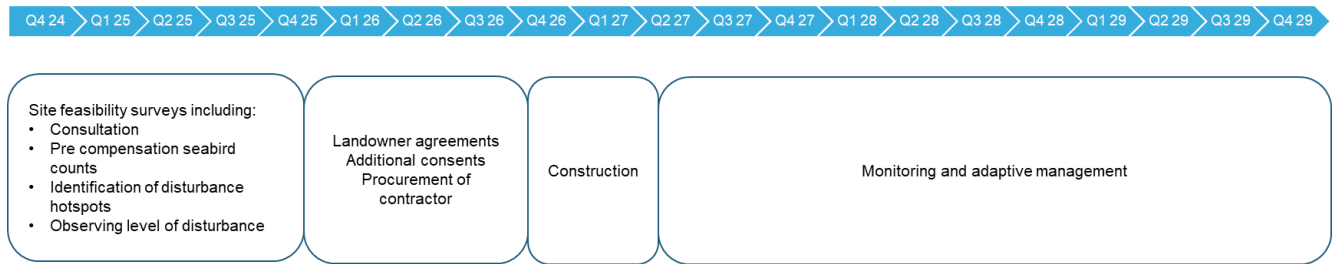 Q4 24 Q1 25 Q2 25 Q3 25 Q4 25 Q1 26 Q2 26 Q3 26 Q4 26 Q1 27 Q2 27 Q3 27 Q4 27 Q1 28 Q2 28 Q3 28 Q4 28 Q1 29 Q2 29 Q3 29 Q4 29
Site feasibility surveys including:
• Consultation
• Pre compensation seabird
counts
• Identification of disturbance
hotspots
• Observing level of disturbance
Landowner agreements
Additional consents
Procurement of
contractor
Construction
Monitoring and adaptive management